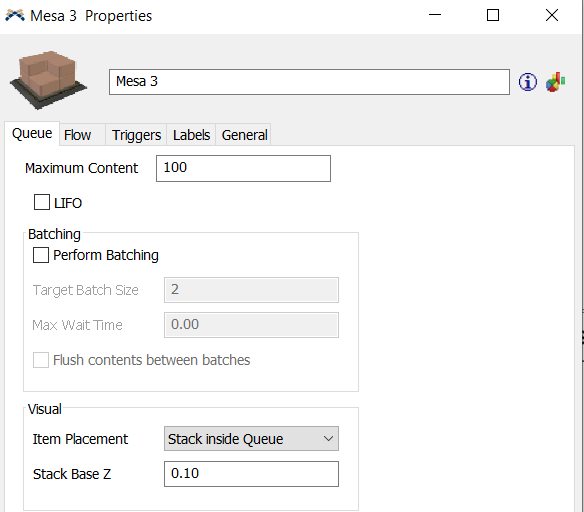 Mesa 3 Properties
Mesa 3
Queue Flow Triggers Labels General
Maximum Content 100
LIFO
Batching
Perform Batching
Target Batch Size 2
Max Wait Time 0.00
Flush contents between batches
Visual
Item Placement Stack inside Queue
Stack Base Z 0.10